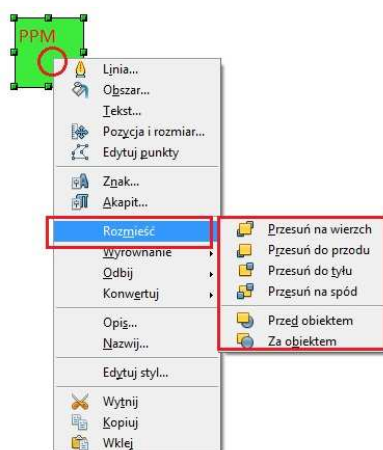 PPM
Linia...
Obszar...
Tekst...
Pozycja i rozmiar...
Edytuj punkty
Znak...
Akapit...
Rozmieść
Wyrównanie
Odbij
Konwertuj
Opis...
Nazwij...
Edytuj styl...
Wytnij
Kopiuj
Wklej
Przesuń na wierzch
Przesuń do przodu
Przesuń do tyłu
Przesuń na spód
Przed obiektem
Za obiektem